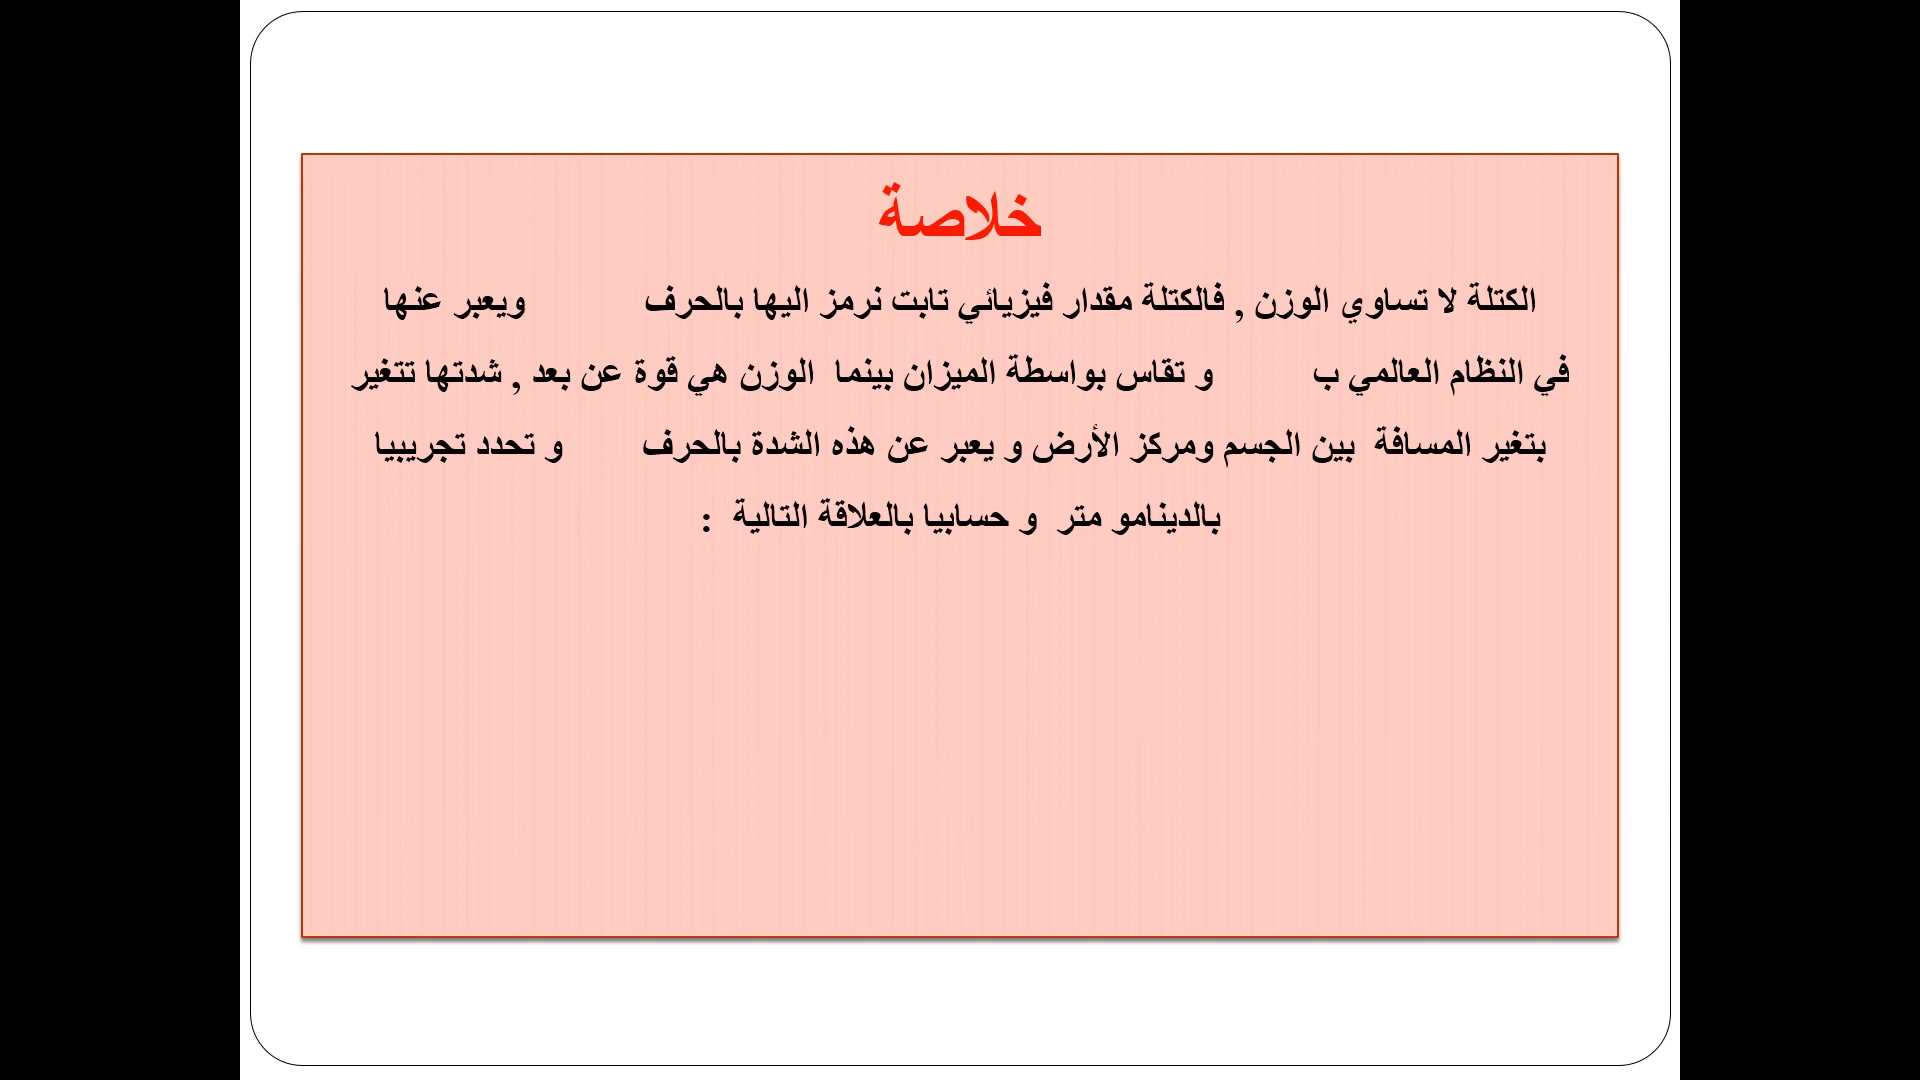 خلاصة
الكتلة لا تساوي الوزن , فالكتلة مقدار فيزيائي تابت نرمز اليها بالحرف ويعبر عنها
في النظام العالمي ب و تقاس بواسطة الميزان بينما الوزن هي قوة عن بعد , شدتها تتغير
بتغير المسافة بين الجسم ومركز الأرض و يعبر عن هذه الشدة بالحرف و تحدد تجريبيا
بالدينامو متر و حسابيا بالعلاقة التالية :